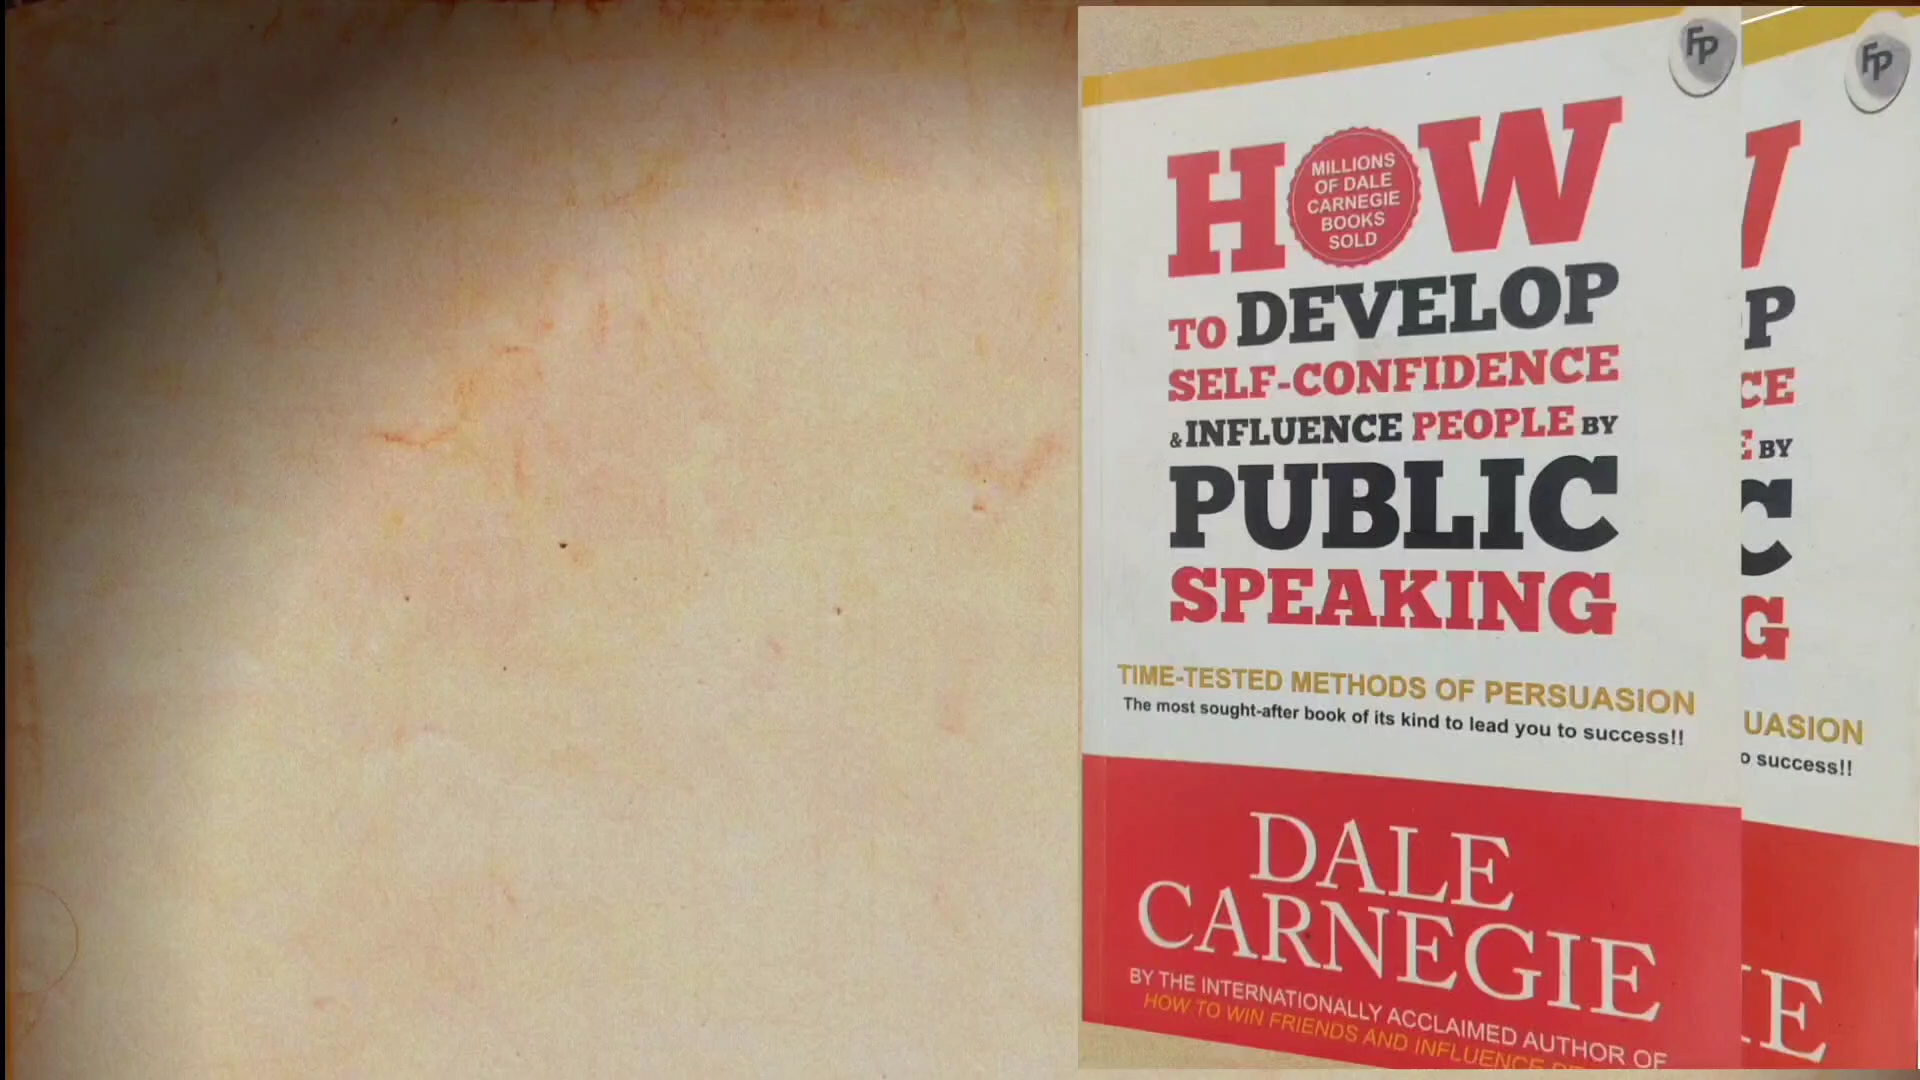 FP
HOW
MILLIONS
OF DALE
CARNEGIE
BOOKS
SOLD
TO DEVELOP
SELF-CONFIDENCE
& INFLUENCE PEOPLE BY
PUBLIC
SPEAKING
TIME-TESTED METHODS OF PERSUASION
The most sought-after book of its kind to lead you to success!!
DALE
CARNEGIE
BY THE INTERNATIONALLY ACCLAIMED AUTHOR OF
HOW TO WIN FRIENDS AND INFLUENCE
FP
W
P
CE
E BY
C
G
UASION
o success!!
IE